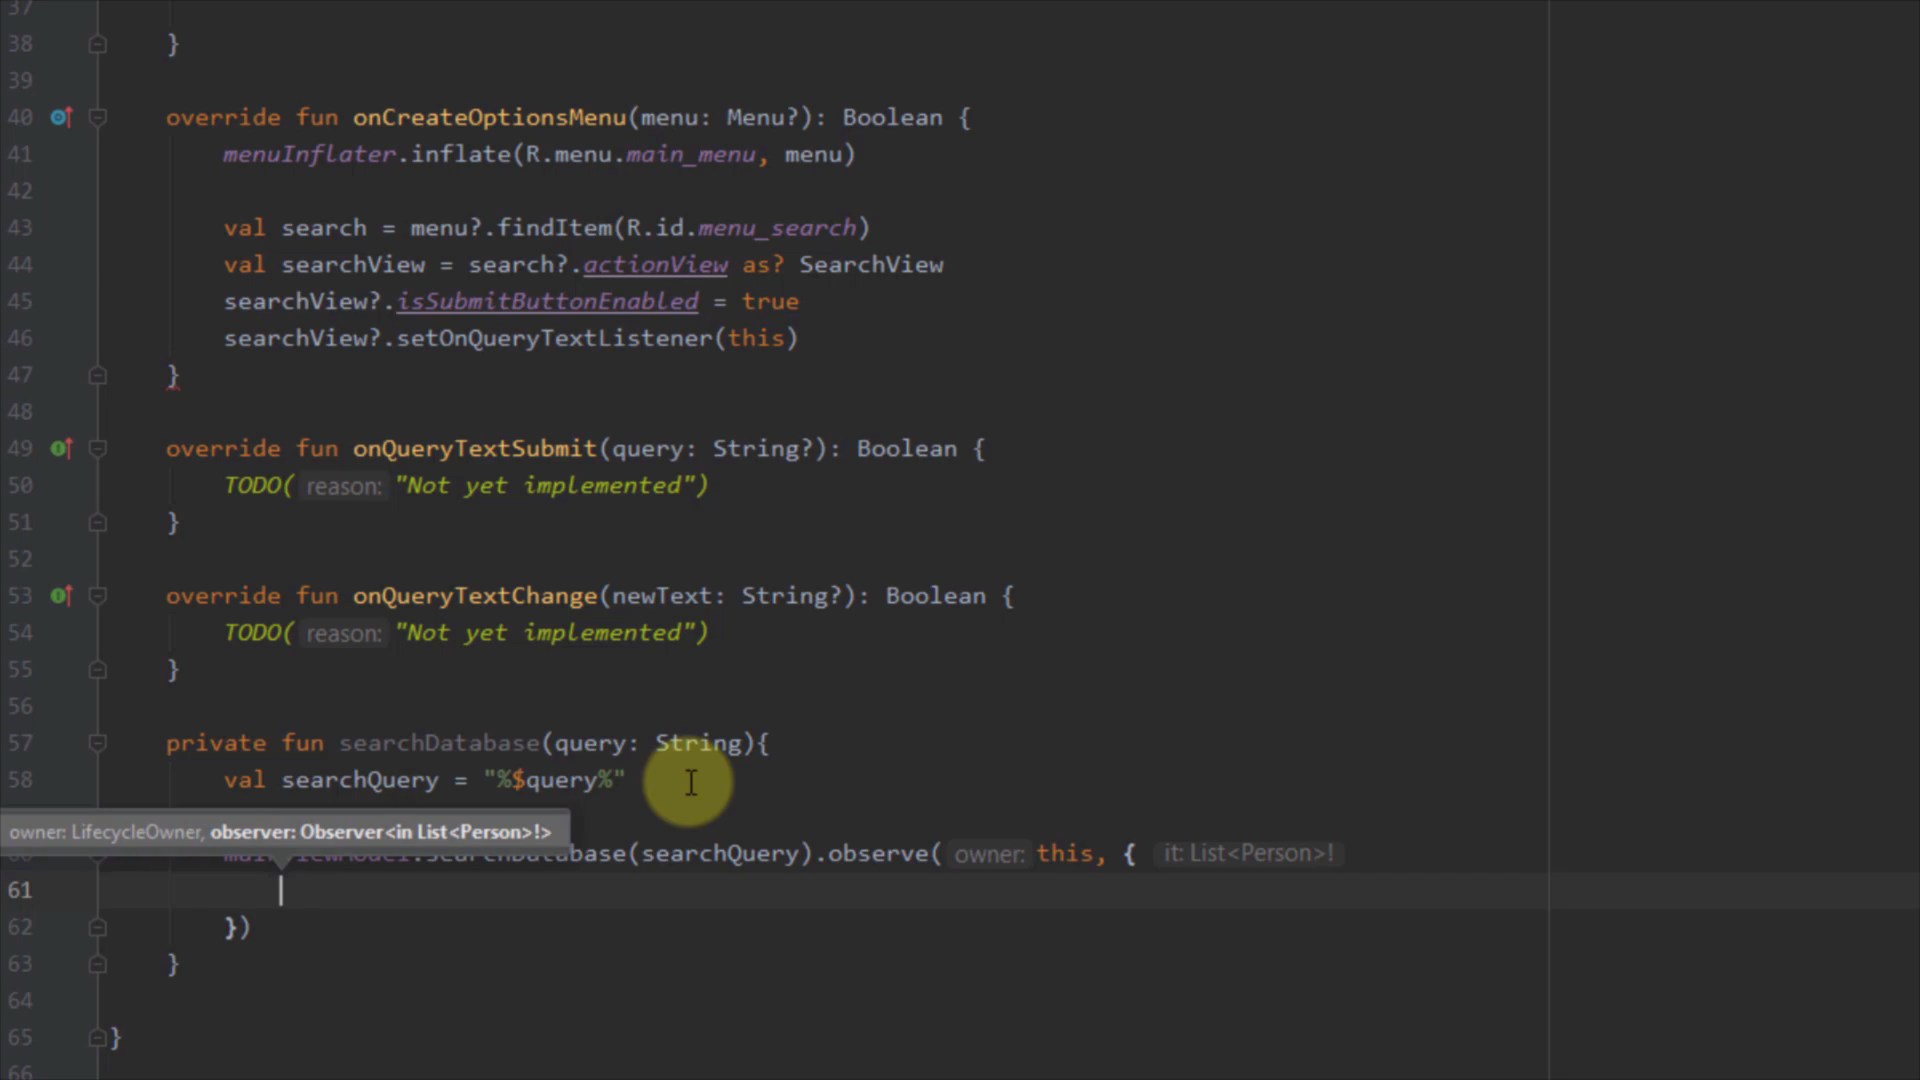 37
38 }
39
40 override fun onCreateOptionsMenu(menu: Menu?): Boolean {
41 menuInflater.inflate(R.menu.main_menu, menu)
42
43 val search = menu?.findItem(R.id.menu_search)
44 val searchView = search?.actionView as? SearchView
45 searchView?.isSubmitButtonEnabled = true
46 searchView?.setOnQueryTextListener(this)
47 }
48
49 override fun onQueryTextSubmit(query: String?): Boolean {
50 TODO( reason: "Not yet implemented")
51 }
52
53 override fun onQueryTextChange(newText: String?): Boolean {
54 TODO( reason: "Not yet implemented")
55 }
56
57 private fun searchDatabase(query: String){
58 val searchQuery = "%$query%"
owner: LifecycleOwner, observer: Observer<in List<Person>!>
.searchDatabase(searchQuery).observe( owner: this, { it: List<Person>!
61
62 })
63 }
64
65 }
66